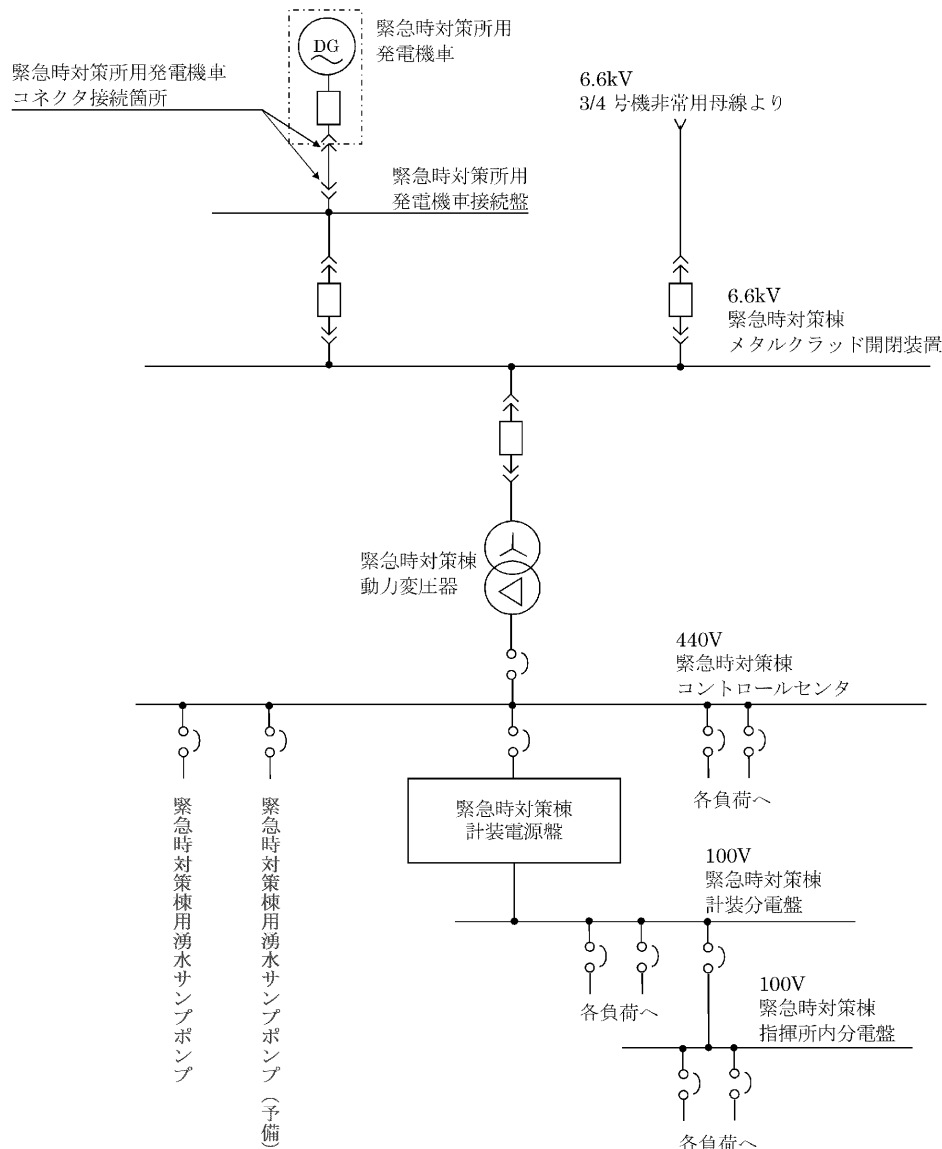 DG
緊急時対策所用
発電機車
緊急時対策所用発電機車
コネクタ接続箇所
6.6kV
3/4 号機非常用母線より
緊急時対策所用
発電機車接続盤
6.6kV
緊急時対策棟
メタルクラッド開閉装置
緊急時対策棟
動力変圧器
440V
緊急時対策棟
コントロールセンタ
緊急時対策棟用湧水サンプポンプ
緊急時対策棟用湧水サンプポンプ（予備）
緊急時対策棟
計装電源盤
各負荷へ
100V
緊急時対策棟
計装分電盤
各負荷へ
100V
緊急時対策棟
指揮所内分電盤
各負荷へ